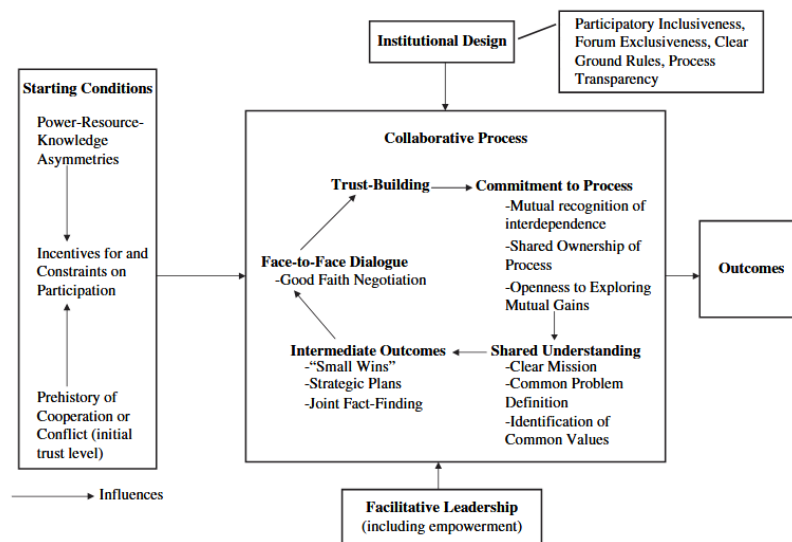 Institutional Design
Participatory Inclusiveness,
Forum Exclusiveness, Clear
Ground Rules, Process
Transparency
Starting Conditions
Power-Resource-
Knowledge
Asymmetries
Incentives for and
Constraints on
Participation
Prehistory of
Cooperation or
Conflict (initial
trust level)
Collaborative Process
Trust-Building
Commitment to Process
-Mutual recognition of
interdependence
-Shared Ownership of
Process
-Openness to Exploring
Mutual Gains
Face-to-Face Dialogue
-Good Faith Negotiation
Intermediate Outcomes
-“Small Wins”
-Strategic Plans
-Joint Fact-Finding
Shared Understanding
-Clear Mission
-Common Problem
Definition
-Identification of
Common Values
Outcomes
Influences
Facilitative Leadership
(including empowerment)